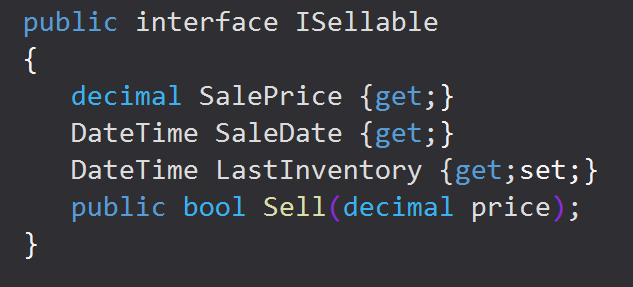 public interface ISellable
{
decimal SalePrice {get;}
DateTime SaleDate {get;}
DateTime LastInventory {get;set;}
public bool Sell(decimal price);
}